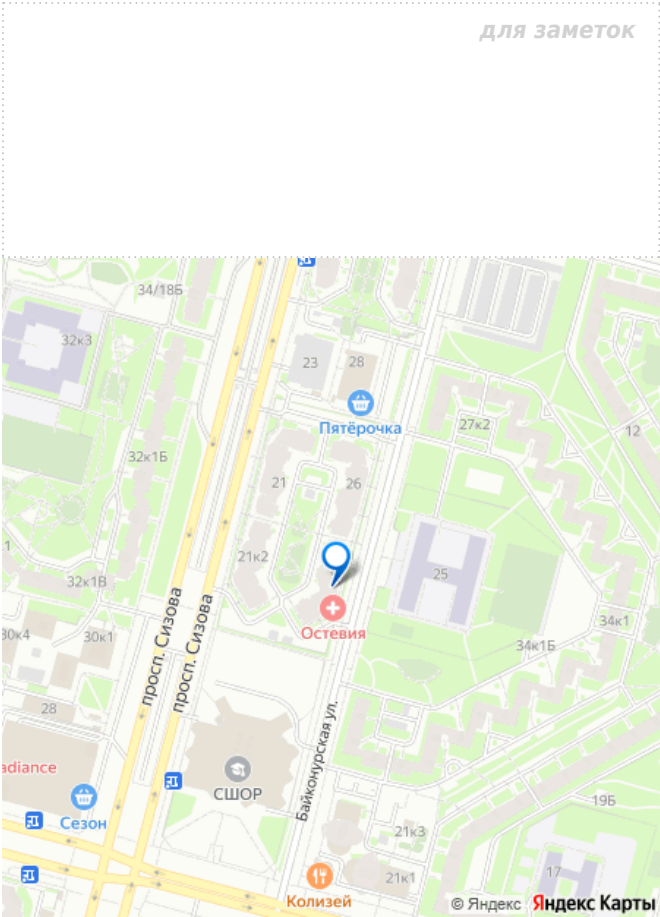 для заметок
34/18Б
32к3
23
28
Пятёрочка
27к2
12
32к1Б
21
26
21к2
25
1
32к1В
30к4
30к1
Остевия
34к1
34к1Б
просп. Сизова
просп. Сизова
28
Байконурская ул.
adiance
СШОР
Сезон
19Б
21к3
17
21к1
Колизей
© Яндекс Яндекс Карты